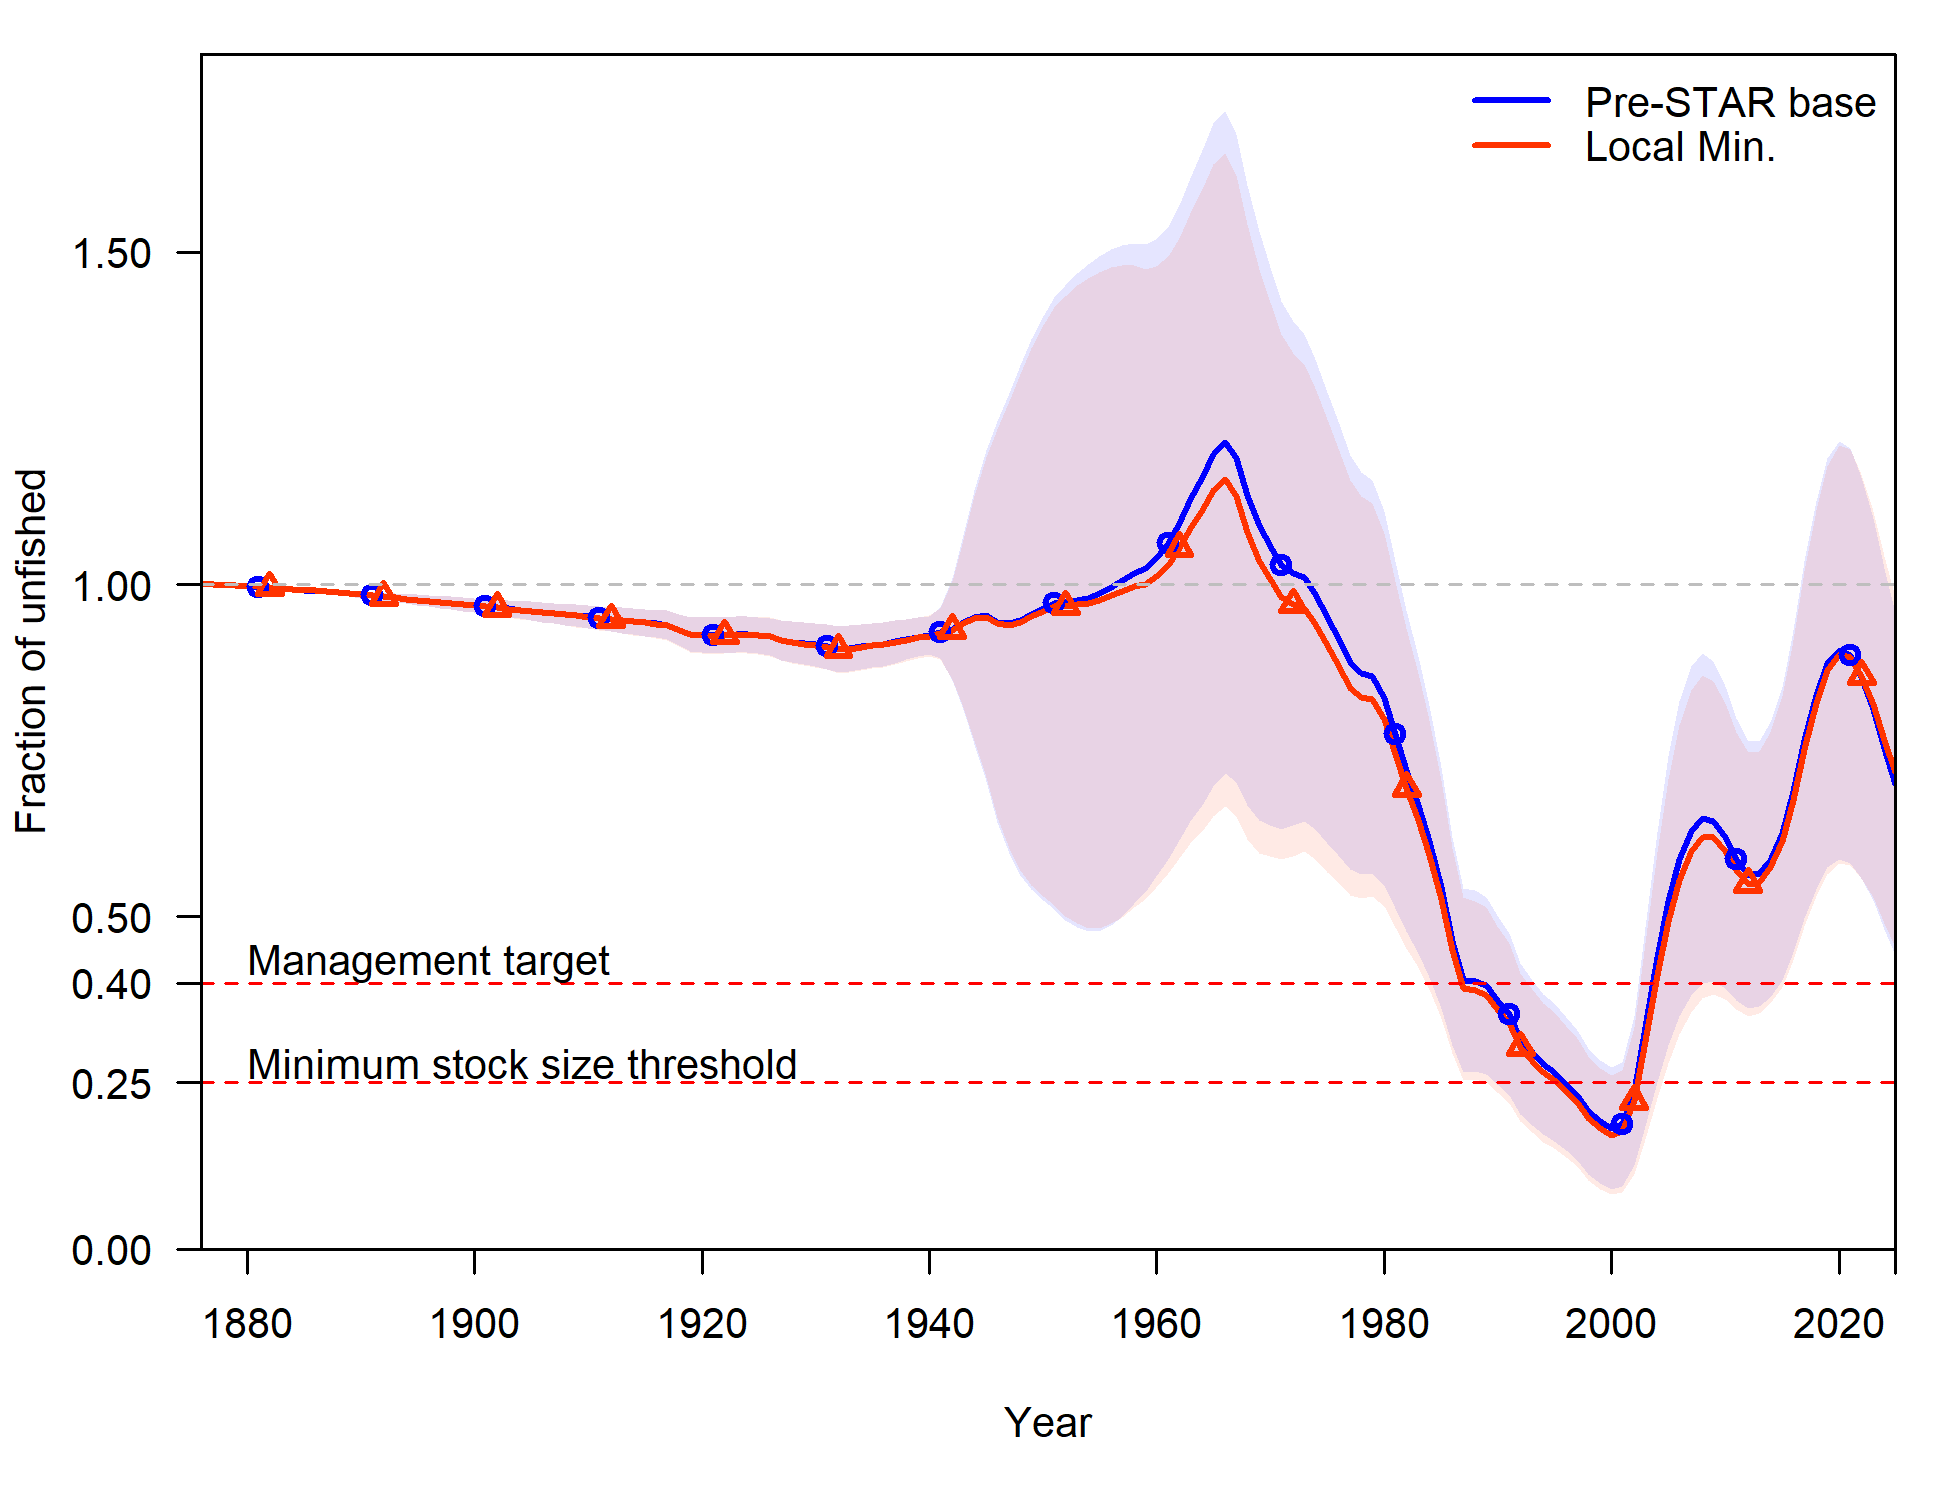 Pre-STAR base
Local Min.
1.50
1.00
0.50
0.40
0.25
0.00
Fraction of unfished
Management target
Minimum stock size threshold
1880 1900 1920 1940 1960 1980 2000 2020
Year